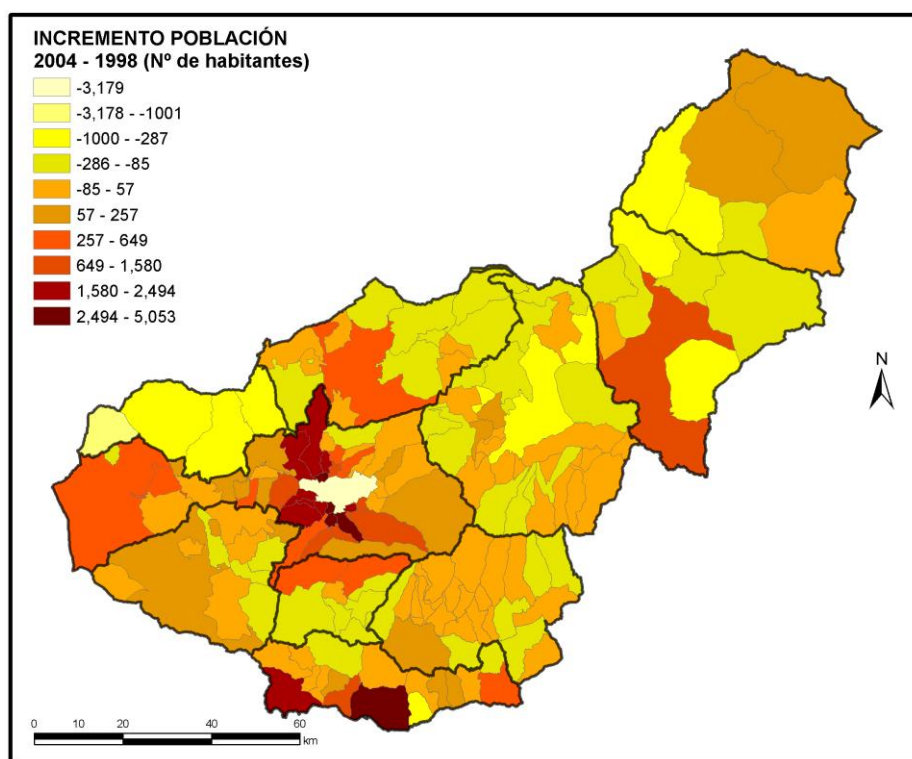 INCREMENTO POBLACIÓN
2004 - 1998 (Nº de habitantes)
-3,179
-3,178 - -1001
-1000 - -287
-286 - -85
-85 - 57
57 - 257
257 - 649
649 - 1,580
1,580 - 2,494
2,494 - 5,053
N
0 10 20 40 60
km